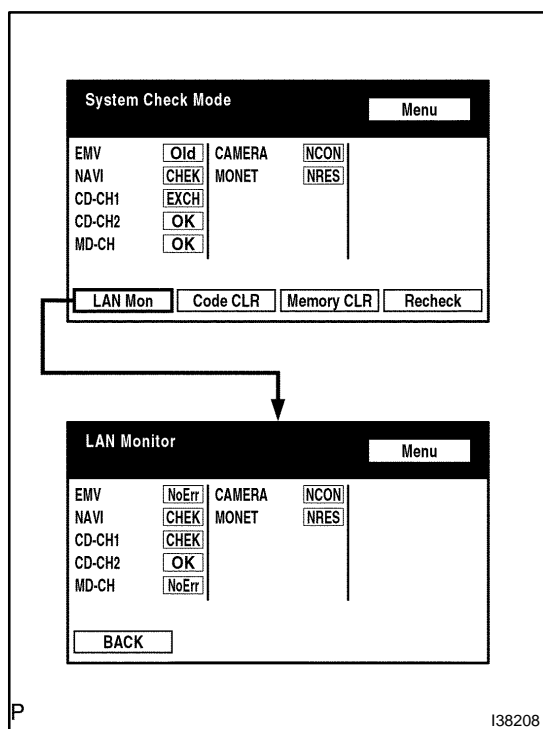 System Check Mode
Menu
EMV Old CAMERA NCON
NAVI CHEK MONET NRES
CD-CH1 EXCH
CD-CH2 OK
MD-CH OK
LAN Mon Code CLR Memory CLR Recheck
LAN Monitor
Menu
EMV NoErr CAMERA NCON
NAVI CHEK MONET NRES
CD-CH1 CHEK
CD-CH2 OK
MD-CH NoErr
BACK
P
I38208